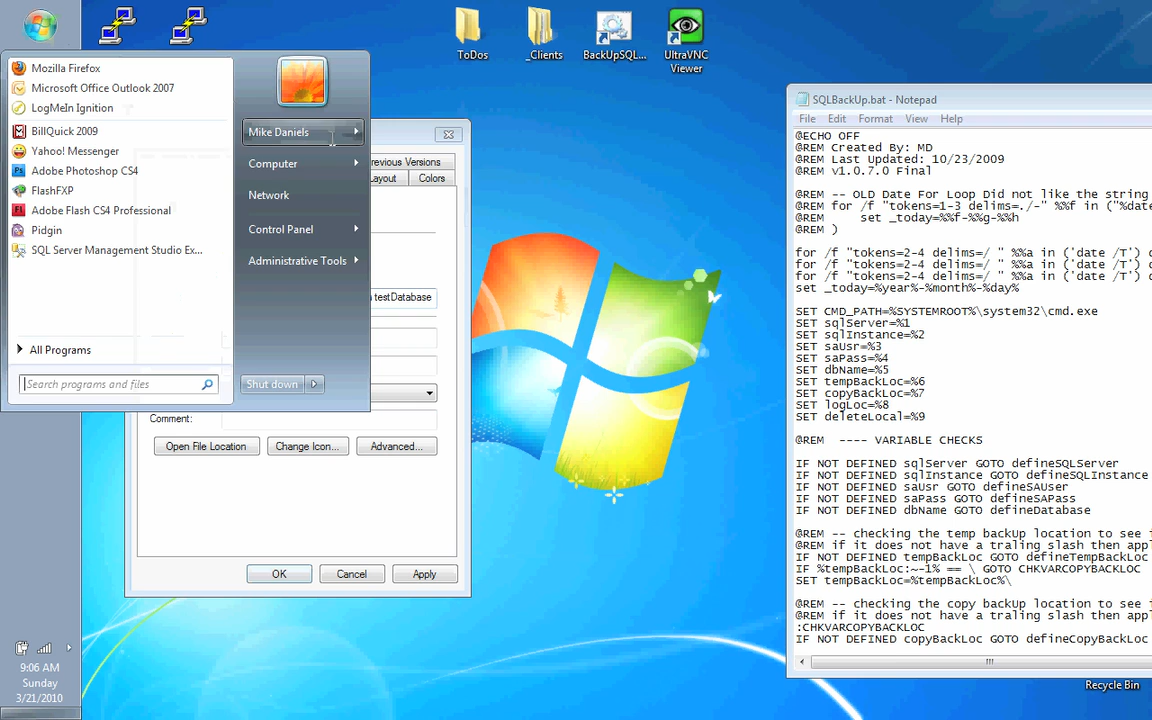 ToDos
_Clients
BackUpSQL...
UltraVNC
Viewer
Mozilla Firefox
Microsoft Office Outlook 2007
LogMeIn Ignition
BillQuick 2009
Yahoo! Messenger
Adobe Photoshop CS4
FlashFXP
Adobe Flash CS4 Professional
Pidgin
SQL Server Management Studio Ex...
All Programs
Search programs and files
Mike Daniels
Computer
Network
Control Panel
Administrative Tools
Shut down
revious Versions
ayout
Colors
testDatabase
Comment:
Open File Location
Change Icon...
Advanced...
OK
Cancel
Apply
SQLBackUp.bat - Notepad
File Edit Format View Help
@ECHO OFF
@REM Created By: MD
@REM Last Updated: 10/23/2009
@REM v1.0.7.0 Final
@REM -- OLD Date For Loop Did not like the string
@REM for /f "tokens=1-3 delims=./-" %%f in ("%date
@REM     set _today=%%f-%%g-%%h
@REM )
for /f "tokens=2-4 delims=/ " %%a in ('date /T')
for /f "tokens=2-4 delims=/ " %%a in ('date /T')
for /f "tokens=2-4 delims=/ " %%a in ('date /T')
set _today=%year%-%month%-%day%
SET CMD_PATH=%SYSTEMROOT%\system32\cmd.exe
SET sqlServer=%1
SET sqlInstance=%2
SET saUsr=%3
SET saPass=%4
SET dbName=%5
SET tempBackLoc=%6
SET copyBackLoc=%7
SET logLoc=%8
SET deleteLocal=%9
@REM  ---- VARIABLE CHECKS
IF NOT DEFINED sqlServer GOTO defineSQLServer
IF NOT DEFINED sqlInstance GOTO defineSQLInstance
IF NOT DEFINED saUsr GOTO defineSAUser
IF NOT DEFINED saPass GOTO defineSAPass
IF NOT DEFINED dbName GOTO defineDatabase
@REM -- checking the temp backUp location to see
@REM if it does not have a traling slash then app
IF NOT DEFINED tempBackLoc GOTO defineTempBackLoc
IF %tempBackLoc:~-1% == \ GOTO CHKVARCOPYBACKLOC
SET tempBackLoc=%tempBackLoc%\
@REM -- checking the copy backUp location to see
@REM if it does not have a traling slash then app
:CHKVARCOPYBACKLOC
IF NOT DEFINED copyBackLoc GOTO defineCopyBackLoc
Recycle Bin
9:06 AM
Sunday
3/21/2010